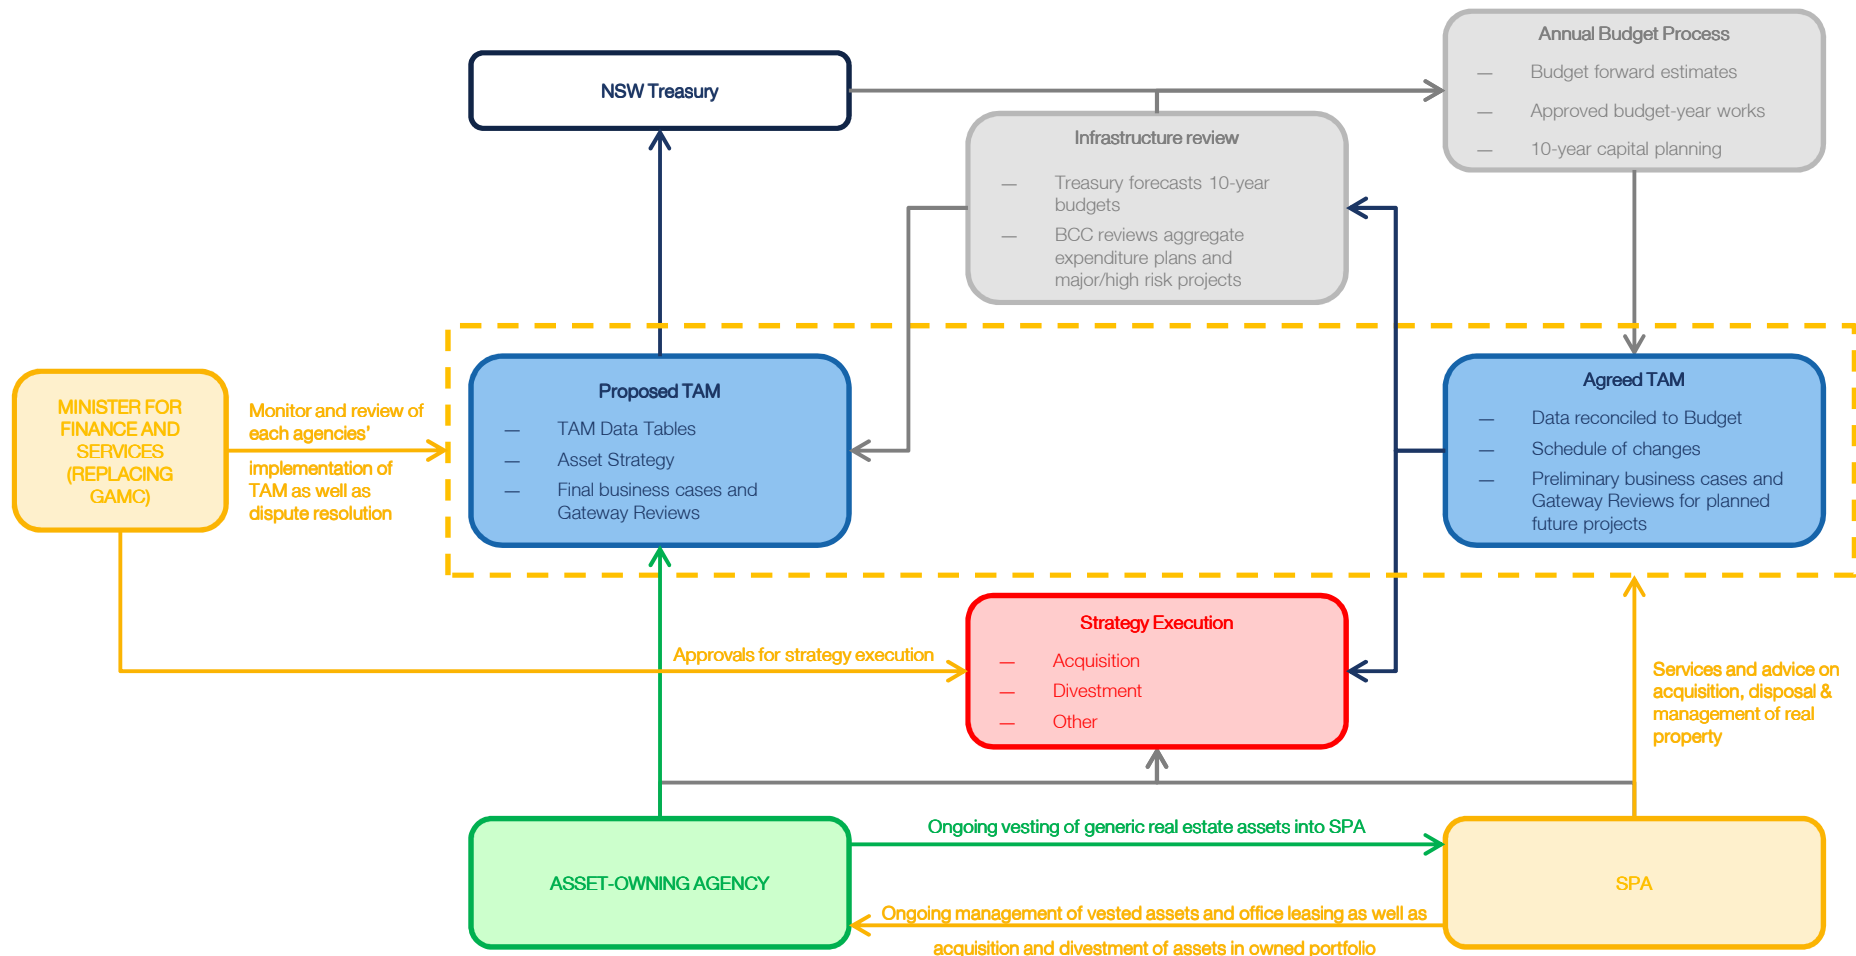 Annual Budget Process
— Budget forward estimates
— Approved budget-year works
— 10-year capital planning
NSW Treasury
Infrastructure review
— Treasury forecasts 10-year
budgets
— BCC reviews aggregate
expenditure plans and
major/high risk projects
MINISTER FOR
FINANCE AND
SERVICES
(REPLACING
GAMC)
Monitor and review of
each agencies'
implementation of
TAM as well as
dispute resolution
Proposed TAM
— TAM Data Tables
— Asset Strategy
— Final business cases and
Gateway Reviews
Agreed TAM
— Data reconciled to Budget
— Schedule of changes
— Preliminary business cases and
Gateway Reviews for planned
future projects
Approvals for strategy execution
Strategy Execution
— Acquisition
— Divestment
— Other
Services and advice on
acquisition, disposal &
management of real
property
Ongoing vesting of generic real estate assets into SPA
ASSET-OWNING AGENCY
SPA
Ongoing management of vested assets and office leasing as well as
acquisition and divestment of assets in owned portfolio